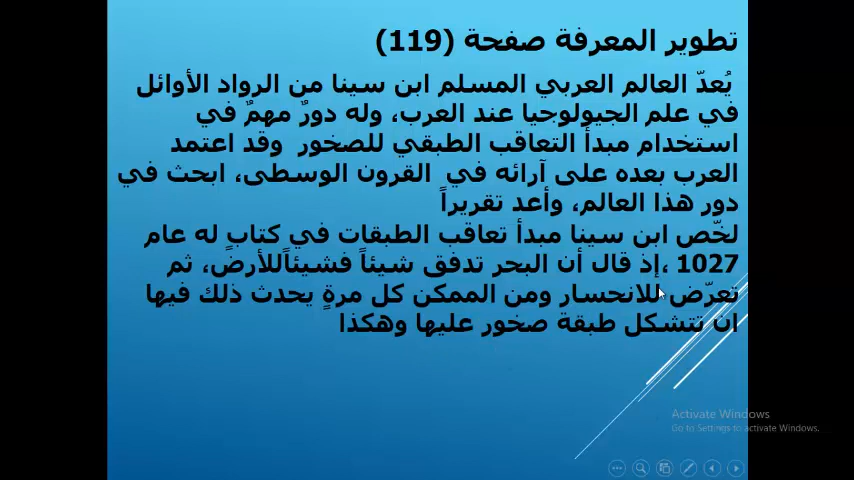 تطوير المعرفة صفحة (119)
يُعدّ العالم العربي المسلم ابن سينا من الرواد الأوائل
في علم الجيولوجيا عند العرب، وله دورٌ مهمٌ في
استخدام مبدأ التعاقب الطبقي للصخور وقد اعتمد
العرب بعده على آرائه في القرون الوسطى، ابحث في
دور هذا العالم، وأعد تقريراً
لخّص ابن سينا مبدأ تعاقب الطبقات في كتابٍ له عام
1027 ،إذ قال أن البحر تدفق شيئاً فشيئاًللأرض، ثم
تعرّض للانحسار ومن الممكن كل مرةٍ يحدث ذلك فيها
ان تتشكل طبقة صخور عليها وهكذا
Activate Windows
Go to Settings to activate Windows.